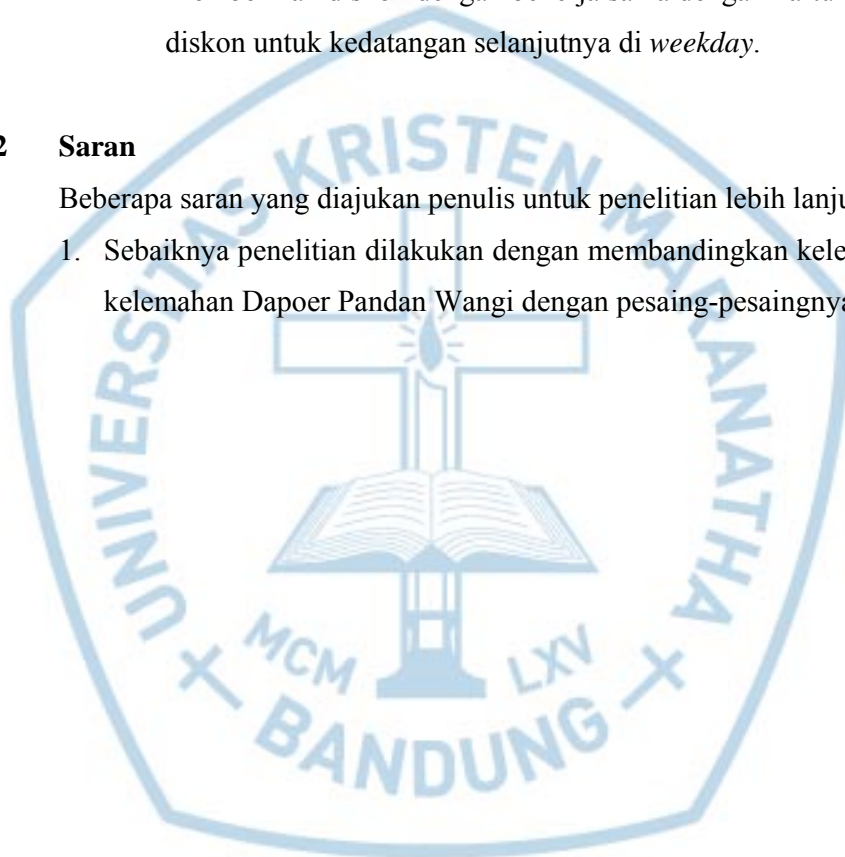 diskon untuk kedatangan selanjutnya di weekday.
2 Saran
Beberapa saran yang diajukan penulis untuk penelitian lebih lanju
1. Sebaiknya penelitian dilakukan dengan membandingkan kele
kelemahan Dapoer Pandan Wangi dengan pesaing-pesaingnya
UNIVERSITAS KRISTEN MARANATHA
MCM LXV
BANDUNG